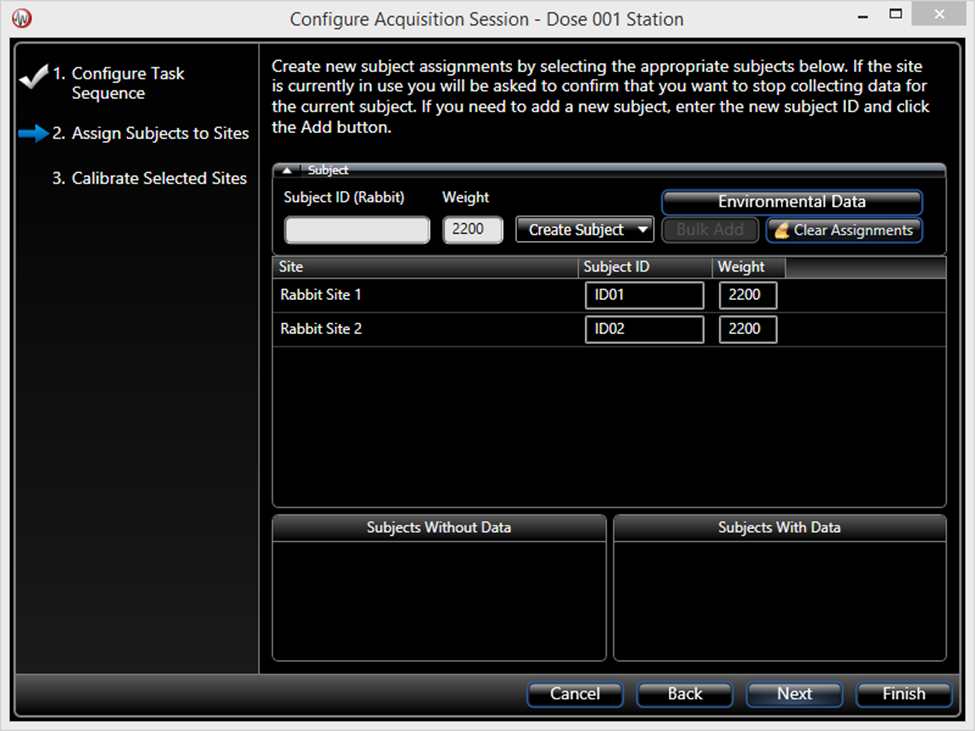 Configure Acquisition Session - Dose 001 Station
1. Configure Task
Sequence
2. Assign Subjects to Sites
3. Calibrate Selected Sites
Create new subject assignments by selecting the appropriate subjects below. If the site
is currently in use you will be asked to confirm that you want to stop collecting data for
the current subject. If you need to add a new subject, enter the new subject ID and click
the Add button.
Subject
Subject ID (Rabbit) Weight
Environmental Data
2200 Create Subject Bulk Add Clear Assignments
Site Subject ID Weight
Rabbit Site 1 ID01 2200
Rabbit Site 2 ID02 2200
Subjects Without Data Subjects With Data
Cancel Back Next Finish